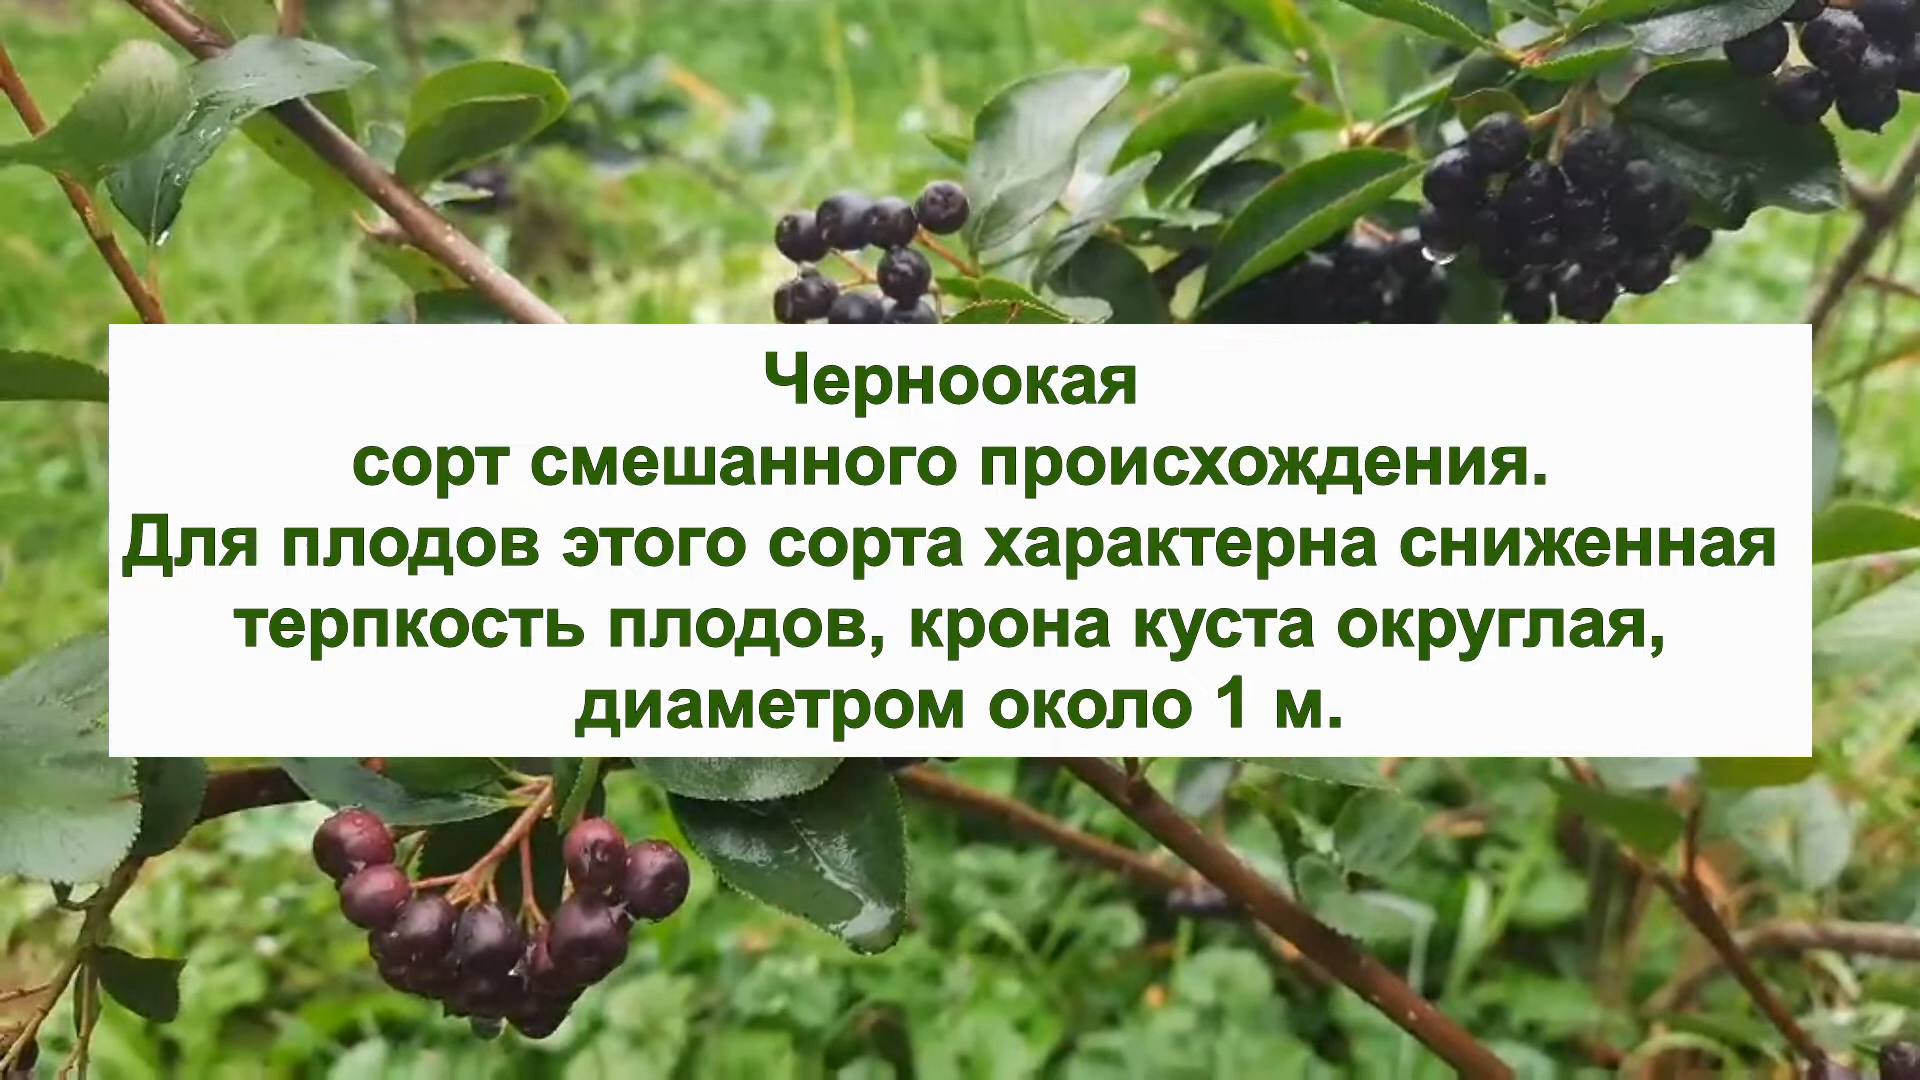 Черноокая
сорт смешанного происхождения.
Для плодов этого сорта характерна сниженная
терпкость плодов, крона куста округлая,
диаметром около 1 м.